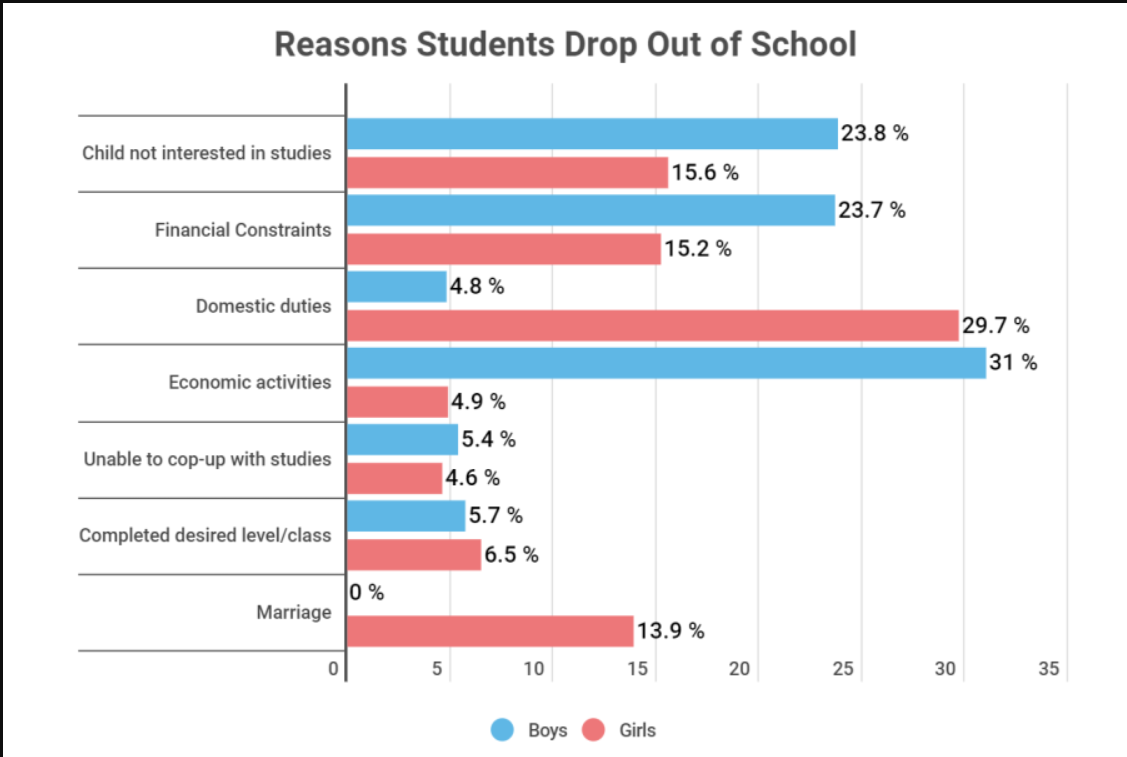 Reasons Students Drop Out of School
Child not interested in studies
23.8 %
15.6 %
Financial Constraints
23.7 %
15.2 %
Domestic duties
4.8 %
29.7 %
Economic activities
31 %
4.9 %
Unable to cop-up with studies
5.4 %
4.6 %
Completed desired level/class
5.7 %
6.5 %
Marriage
0 %
13.9 %
0 5 10 15 20 25 30 35
Boys Girls